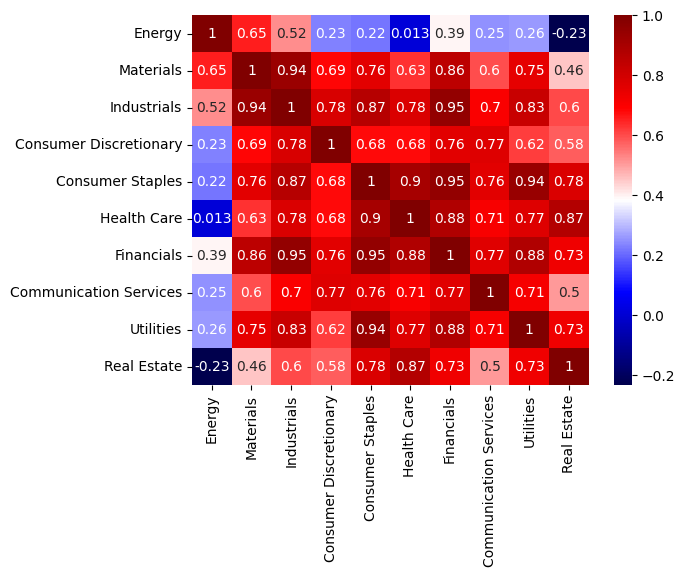 Energy 1 0.65 0.52 0.23 0.22 0.013 0.39 0.25 0.26 -0.23
Materials 0.65 1 0.94 0.69 0.76 0.63 0.86 0.6 0.75 0.46
Industrials 0.52 0.94 1 0.78 0.87 0.78 0.95 0.7 0.83 0.6
Consumer Discretionary 0.23 0.69 0.78 1 0.68 0.68 0.76 0.77 0.62 0.58
Consumer Staples 0.22 0.76 0.87 0.68 1 0.9 0.95 0.76 0.94 0.78
Health Care 0.013 0.63 0.78 0.68 0.9 1 0.88 0.71 0.77 0.87
Financials 0.39 0.86 0.95 0.76 0.95 0.88 1 0.77 0.88 0.73
Communication Services 0.25 0.6 0.7 0.77 0.76 0.71 0.77 1 0.71 0.5
Utilities 0.26 0.75 0.83 0.62 0.94 0.77 0.88 0.71 1 0.73
Real Estate -0.23 0.46 0.6 0.58 0.78 0.87 0.73 0.5 0.73 1
Energy
Materials
Industrials
Consumer Discretionary
Consumer Staples
Health Care
Financials
Communication Services
Utilities
Real Estate
1.0
0.8
0.6
0.4
0.2
0.0
−0.2